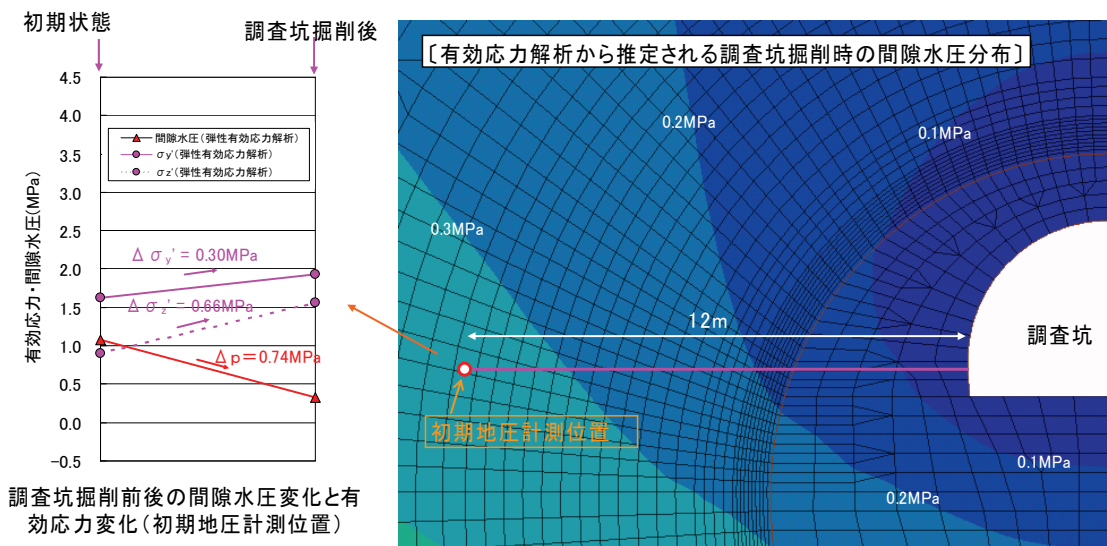 初期状態
調査坑掘削後
4.5
4.0
3.5
3.0
2.5
2.0
1.5
1.0
0.5
0.0
−0.5
有効応力・間隙水圧(MPa)
間隙水圧(弾性有効応力解析)
σy'(弾性有効応力解析)
σz'(弾性有効応力解析)
Δσy' = 0.30MPa
Δσz' = 0.66MPa
Δp＝0.74MPa
調査坑掘削前後の間隙水圧変化と有
効応力変化(初期地圧計測位置)
〔有効応力解析から推定される調査坑掘削時の間隙水圧分布〕
0.2MPa
0.1MPa
0.3MPa
12m
調査坑
初期地圧計測位置
0.1MPa
0.2MPa